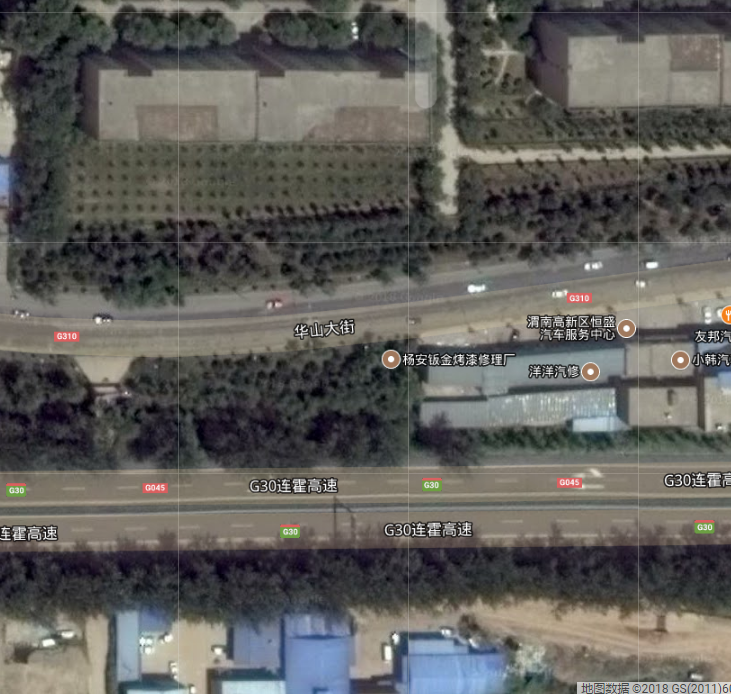 G310
渭南高新区恒盛
汽车服务中心
华山大街
G310
友邦汽
杨安钣金烤漆修理厂
洋洋汽修
小韩汽
G30
G045
G30连霍高速
G30
G045
G30连霍高
连霍高速
G30
G30连霍高速
G30
地图数据 ©2018 GS(2011)6